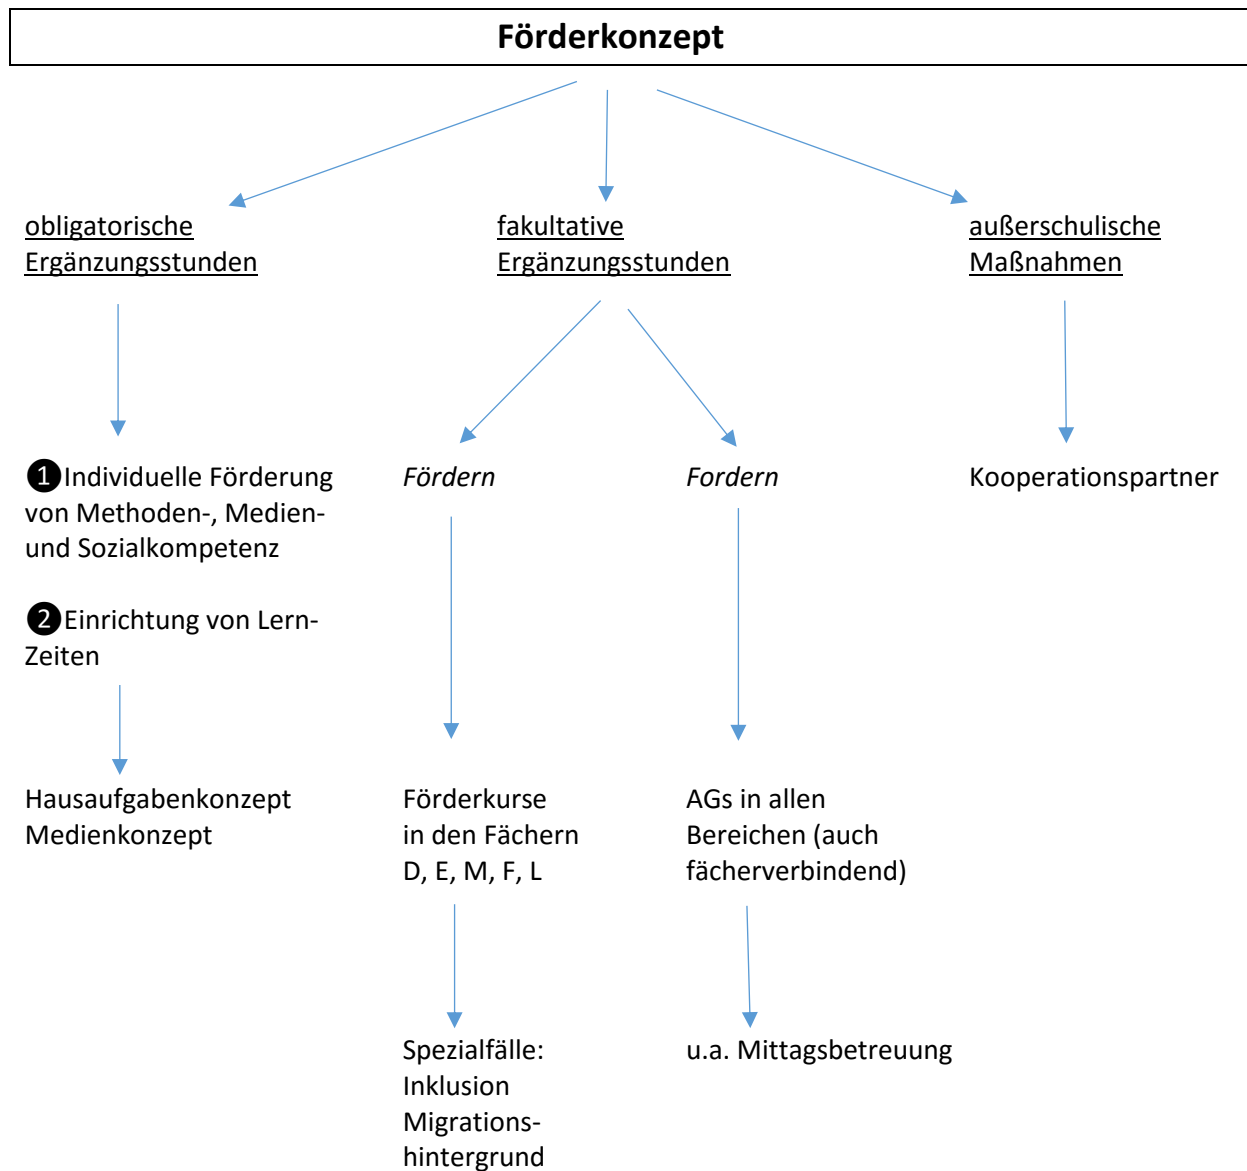 Förderkonzept
obligatorische
Ergänzungsstunden
fakultative
Ergänzungsstunden
außerschulische
Maßnahmen
❶Individuelle Förderung
von Methoden-, Medien-
und Sozialkompetenz
❷Einrichtung von Lern-
Zeiten
Fördern
Fordern
Kooperationspartner
Hausaufgabenkonzept
Medienkonzept
Förderkurse
in den Fächern
D, E, M, F, L
AGs in allen
Bereichen (auch
fächerverbindend)
Spezialfälle:
Inklusion
Migrations-
hintergrund
u.a. Mittagsbetreuung